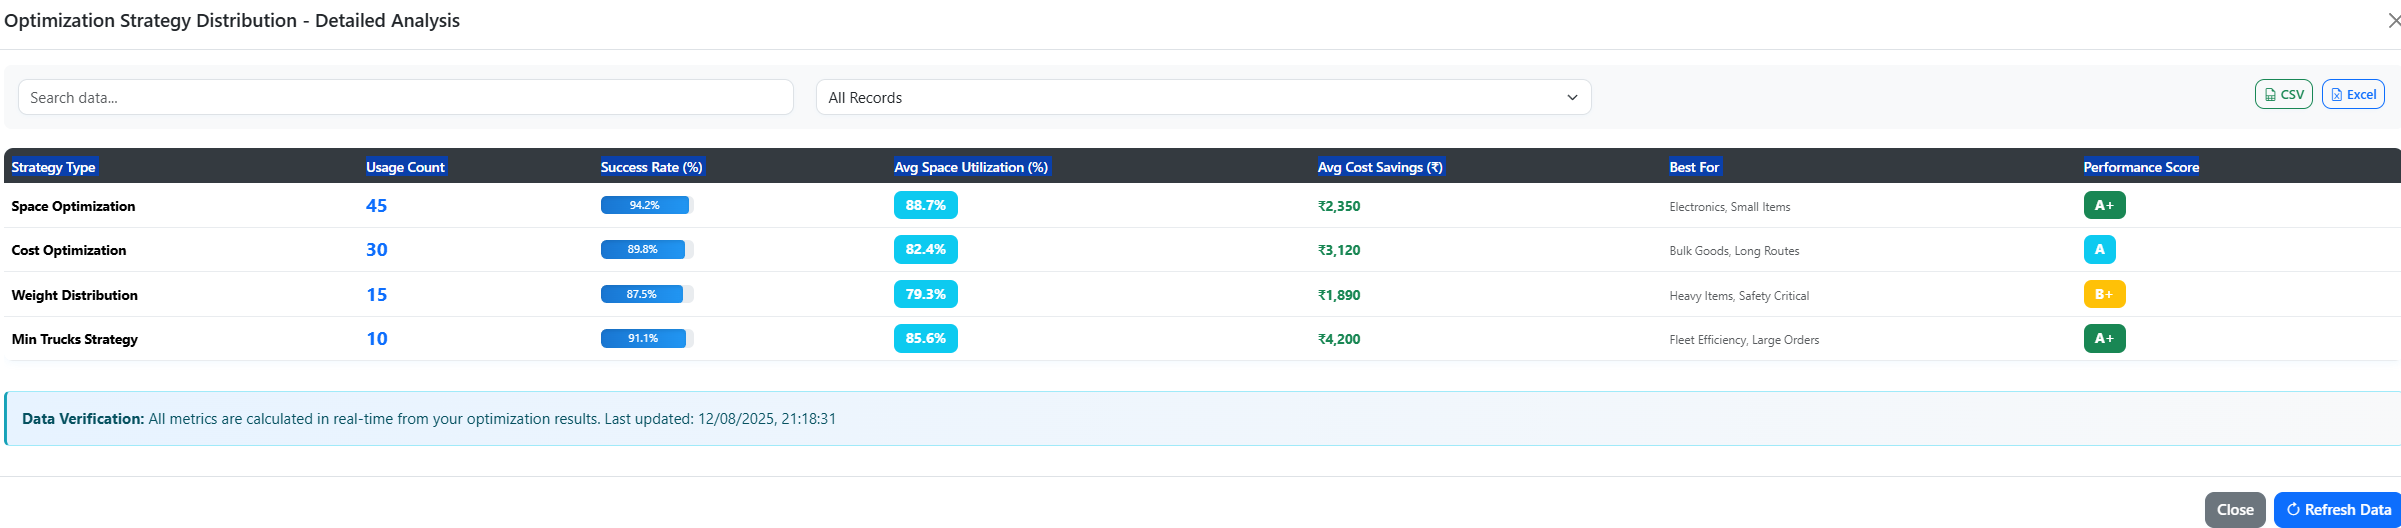 Optimization Strategy Distribution - Detailed Analysis
Search data...
All Records
CSV
Excel
Strategy Type Usage Count Success Rate (%) Avg Space Utilization (%) Avg Cost Savings (₹) Best For Performance Score
Space Optimization 45 94.2% 88.7% ₹2,350 Electronics, Small Items A+
Cost Optimization 30 89.8% 82.4% ₹3,120 Bulk Goods, Long Routes A
Weight Distribution 15 87.5% 79.3% ₹1,890 Heavy Items, Safety Critical B+
Min Trucks Strategy 10 91.1% 85.6% ₹4,200 Fleet Efficiency, Large Orders A+
Data Verification: All metrics are calculated in real-time from your optimization results. Last updated: 12/08/2025, 21:18:31
Close
Refresh Data